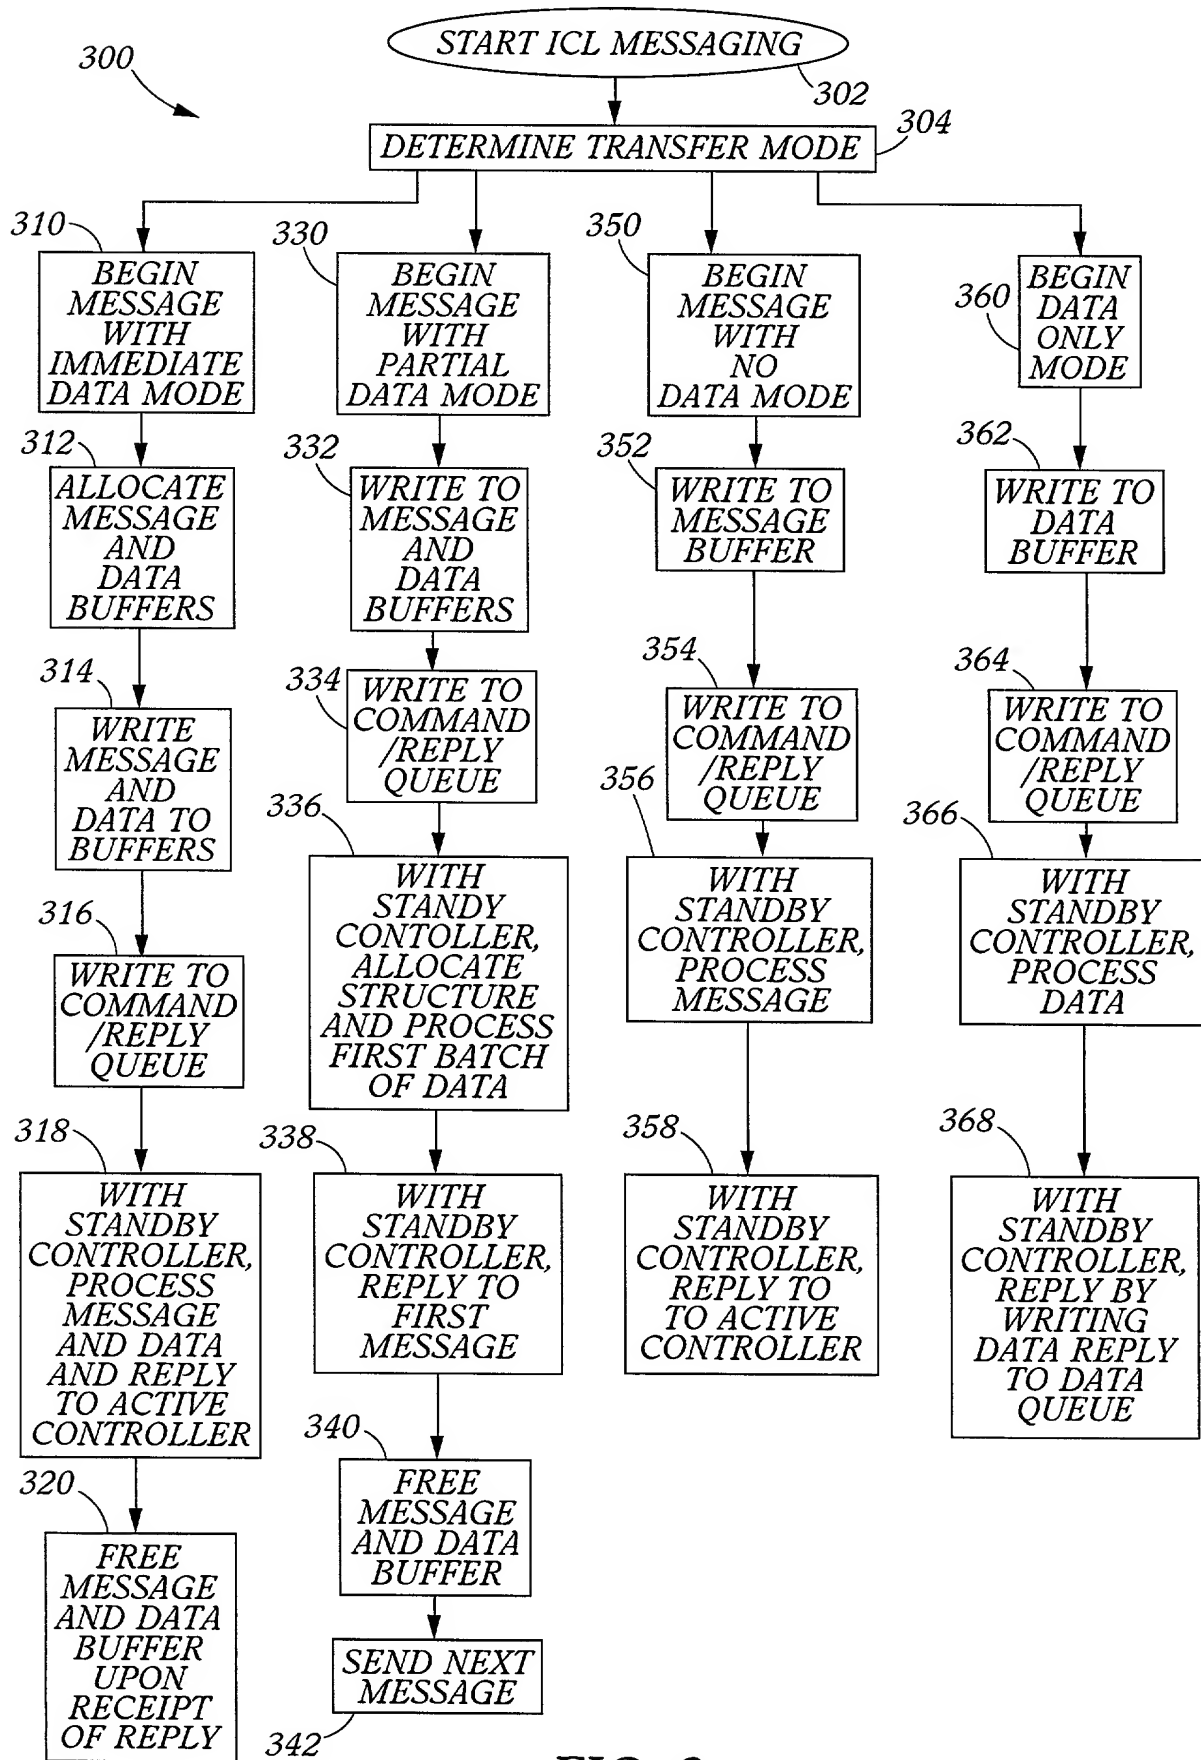 300
START ICL MESSAGING
302
DETERMINE TRANSFER MODE
304
310
BEGIN
MESSAGE
WITH
IMMEDIATE
DATA MODE
312
ALLOCATE
MESSAGE
AND
DATA
BUFFERS
314
WRITE
MESSAGE
AND
DATA TO
BUFFERS
316
WRITE TO
COMMAND
/REPLY
QUEUE
318
WITH
STANDBY
CONTROLLER,
PROCESS
MESSAGE
AND DATA
AND REPLY
TO ACTIVE
CONTROLLER
320
FREE
MESSAGE
AND DATA
BUFFER
UPON
RECEIPT
OF REPLY
330
BEGIN
MESSAGE
WITH
PARTIAL
DATA MODE
332
WRITE TO
MESSAGE
AND
DATA
BUFFERS
334
WRITE TO
COMMAND
/REPLY
QUEUE
336
WITH
STANDY
CONTOLLER,
ALLOCATE
STRUCTURE
AND PROCESS
FIRST BATCH
OF DATA
338
WITH
STANDBY
CONTROLLER,
REPLY TO
FIRST
MESSAGE
340
FREE
MESSAGE
AND DATA
BUFFER
SEND NEXT
MESSAGE
342
350
BEGIN
MESSAGE
WITH
NO
DATA MODE
352
WRITE TO
MESSAGE
BUFFER
354
WRITE TO
COMMAND
/REPLY
QUEUE
356
WITH
STANDBY
CONTROLLER,
PROCESS
MESSAGE
358
WITH
STANDBY
CONTROLLER,
REPLY TO
TO ACTIVE
CONTROLLER
360
BEGIN
DATA
ONLY
MODE
362
WRITE TO
DATA
BUFFER
364
WRITE TO
COMMAND
/REPLY
QUEUE
366
WITH
STANDBY
CONTROLLER,
PROCESS
DATA
368
WITH
STANDBY
CONTROLLER,
REPLY BY
WRITING
DATA REPLY
TO DATA
QUEUE